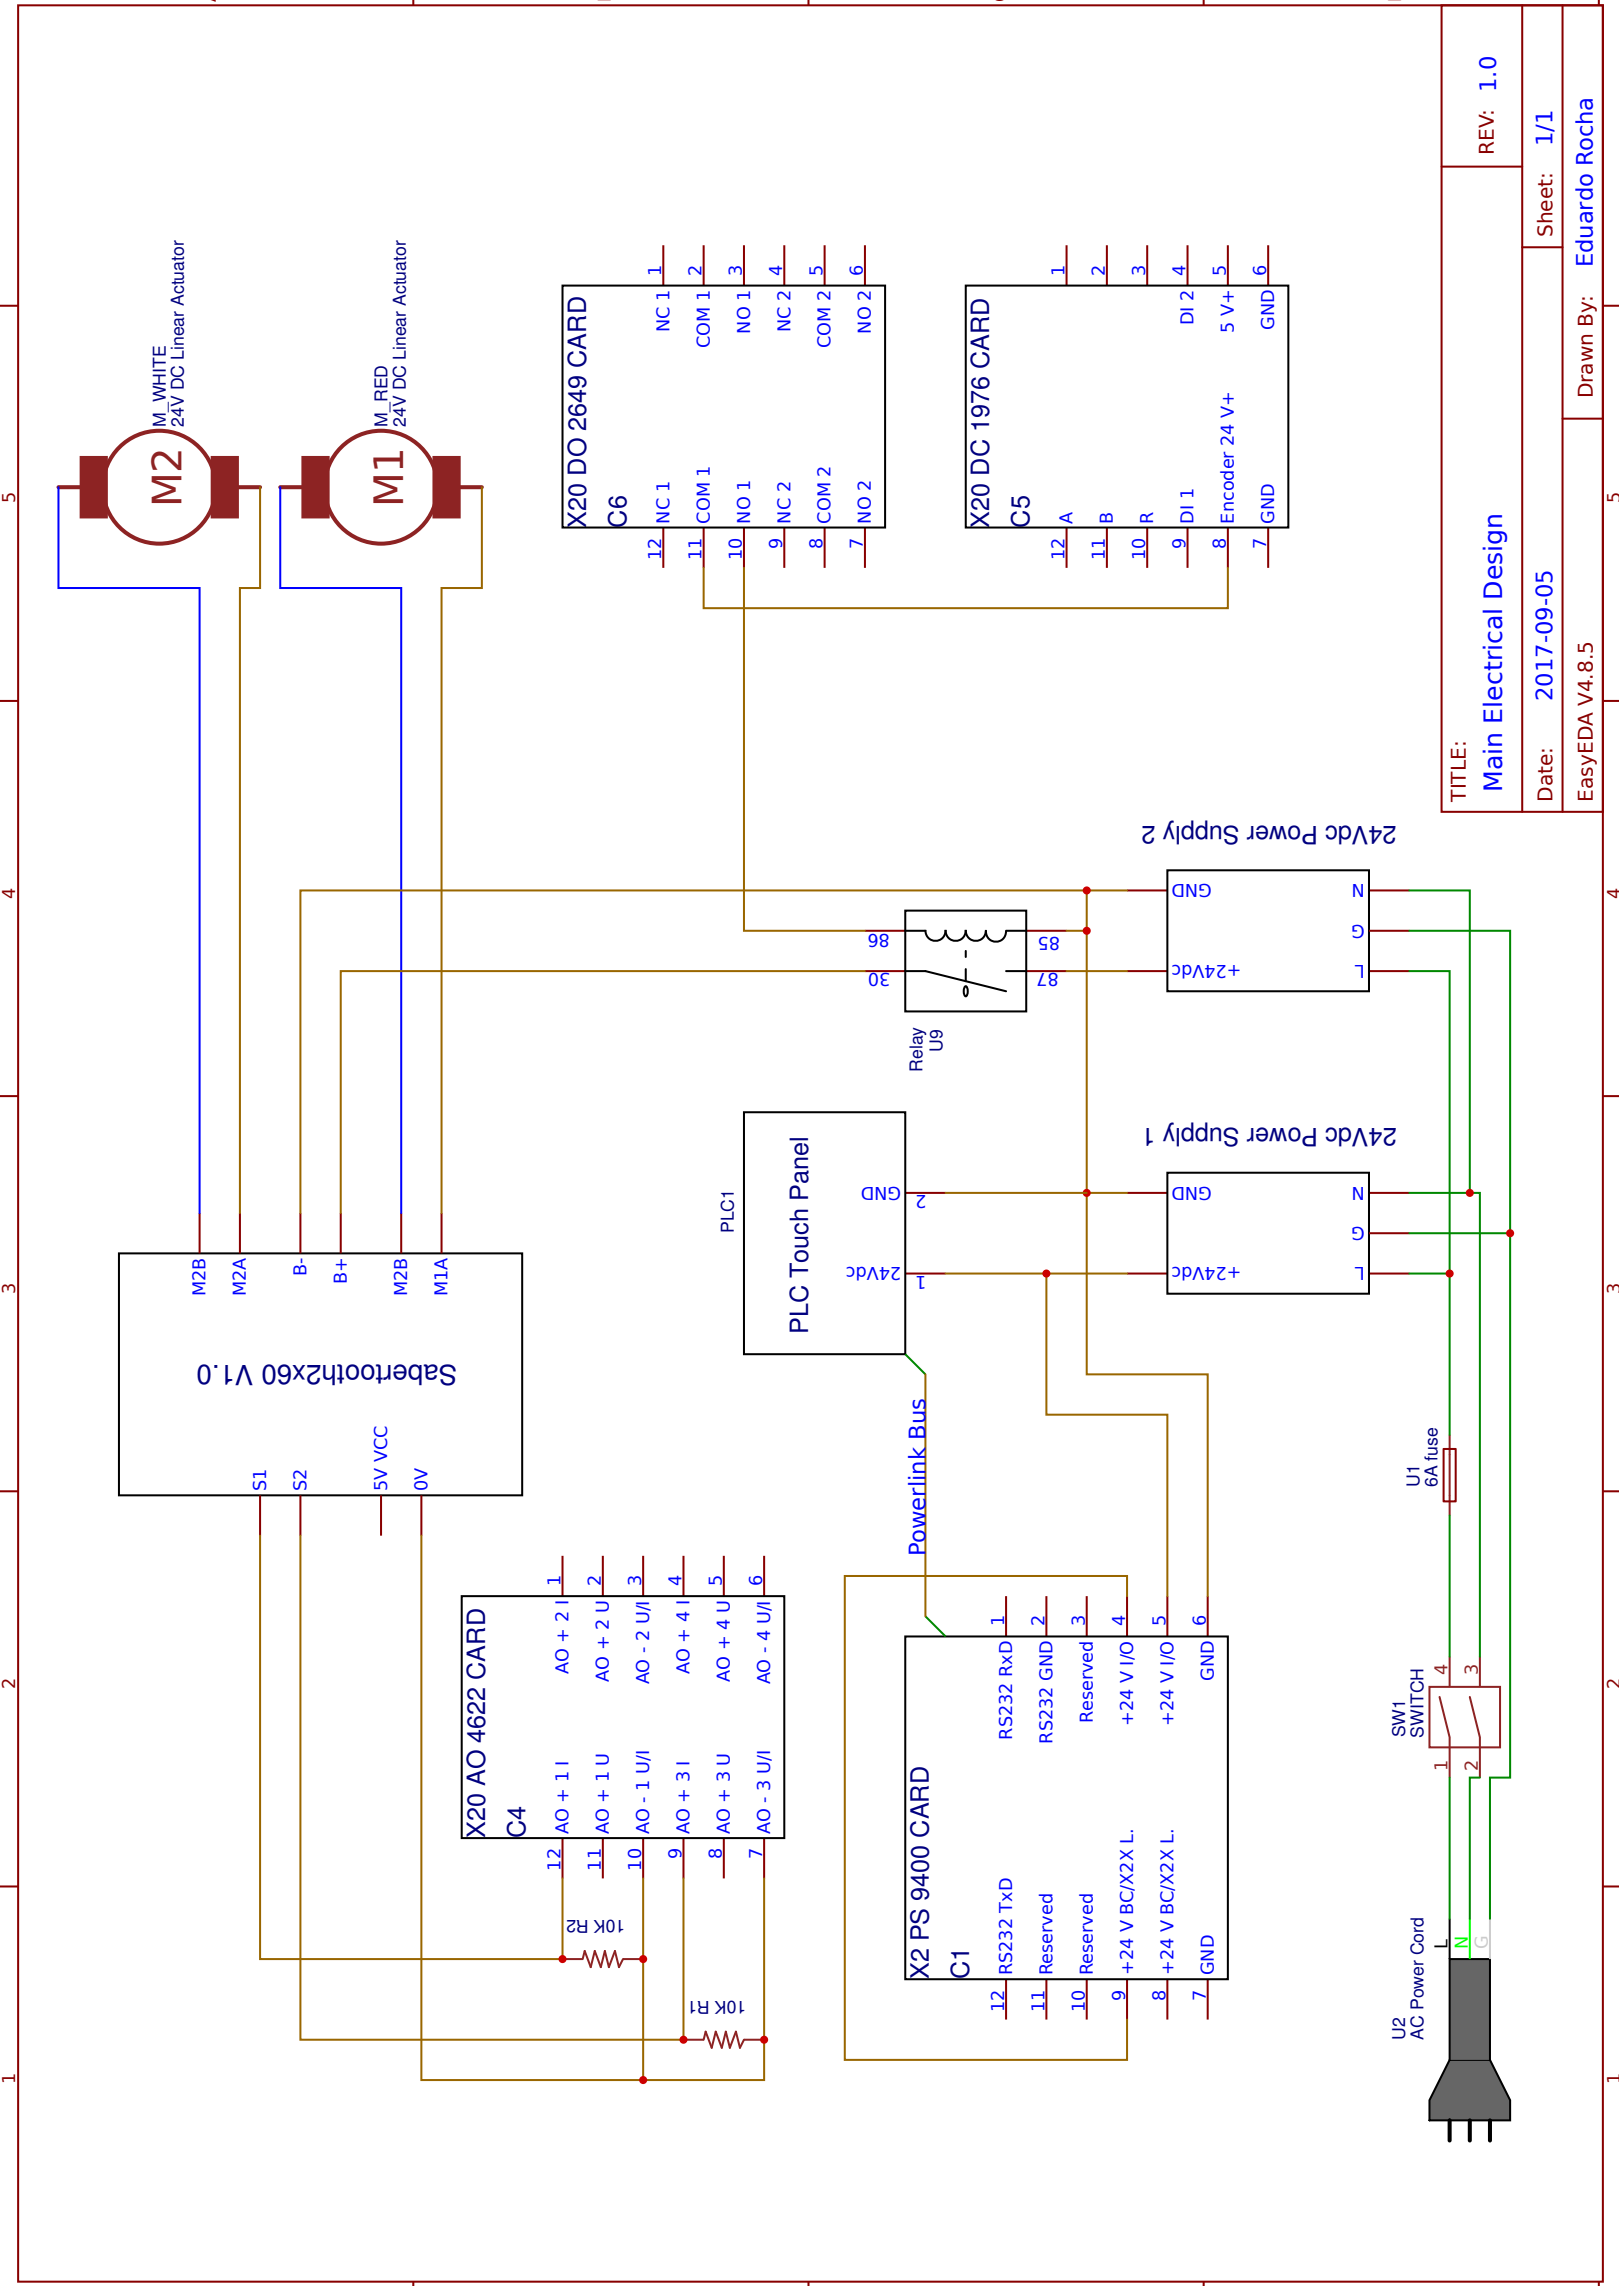 M_WHITE
24V DC Linear Actuator
M2
M_RED
24V DC Linear Actuator
M1
X20 DO 2649 CARD
C6
1 NC 1
2 COM 1
3 NO 1
4 NC 2
5 COM 2
6 NO 2
12 NC 1
11 COM 1
10 NO 1
9 NC 2
8 COM 2
7 NO 2
X20 DC 1976 CARD
C5
1
2
3
4 DI 2
5 5 V+
6 GND
12 A
11 B
10 R
9 DI 1
8 Encoder 24 V+
7 GND
TITLE:
Main Electrical Design
REV: 1.0
Date: 2017-09-05
Sheet: 1/1
EasyEDA V4.8.5
Drawn By: Eduardo Rocha
24Vdc Power Supply 2
GND
+24Vdc
N
G
L
86
30
85
87
Relay
U9
24Vdc Power Supply 1
GND
+24Vdc
N
G
L
PLC1
PLC Touch Panel
GND
2
24Vdc
1
Sabertooth2x60 V1.0
M2B
M2A
B-
B+
M2B
M1A
S1
S2
5V VCC
0V
Powerlink Bus
U1
6A fuse
X20 AO 4622 CARD
C4
1 AO + 2 I
2 AO + 2 U
3 AO - 2 U/I
4 AO + 4 I
5 AO + 4 U
6 AO - 4 U/I
12 AO + 1 I
11 AO + 1 U
10 AO - 1 U/I
9 AO + 3 I
8 AO + 3 U
7 AO - 3 U/I
10K R2
10K R1
X2 PS 9400 CARD
C1
1 RS232 RxD
2 RS232 GND
3 Reserved
4 +24 V I/O
5 +24 V I/O
6 GND
12 RS232 TxD
11 Reserved
10 Reserved
9 +24 V BC/X2X L.
8 +24 V BC/X2X L.
7 GND
SW1
SWITCH
4
3
1
2
U2
AC Power Cord
L
N
G
5
4
3
2
1
5
4
3
2
1